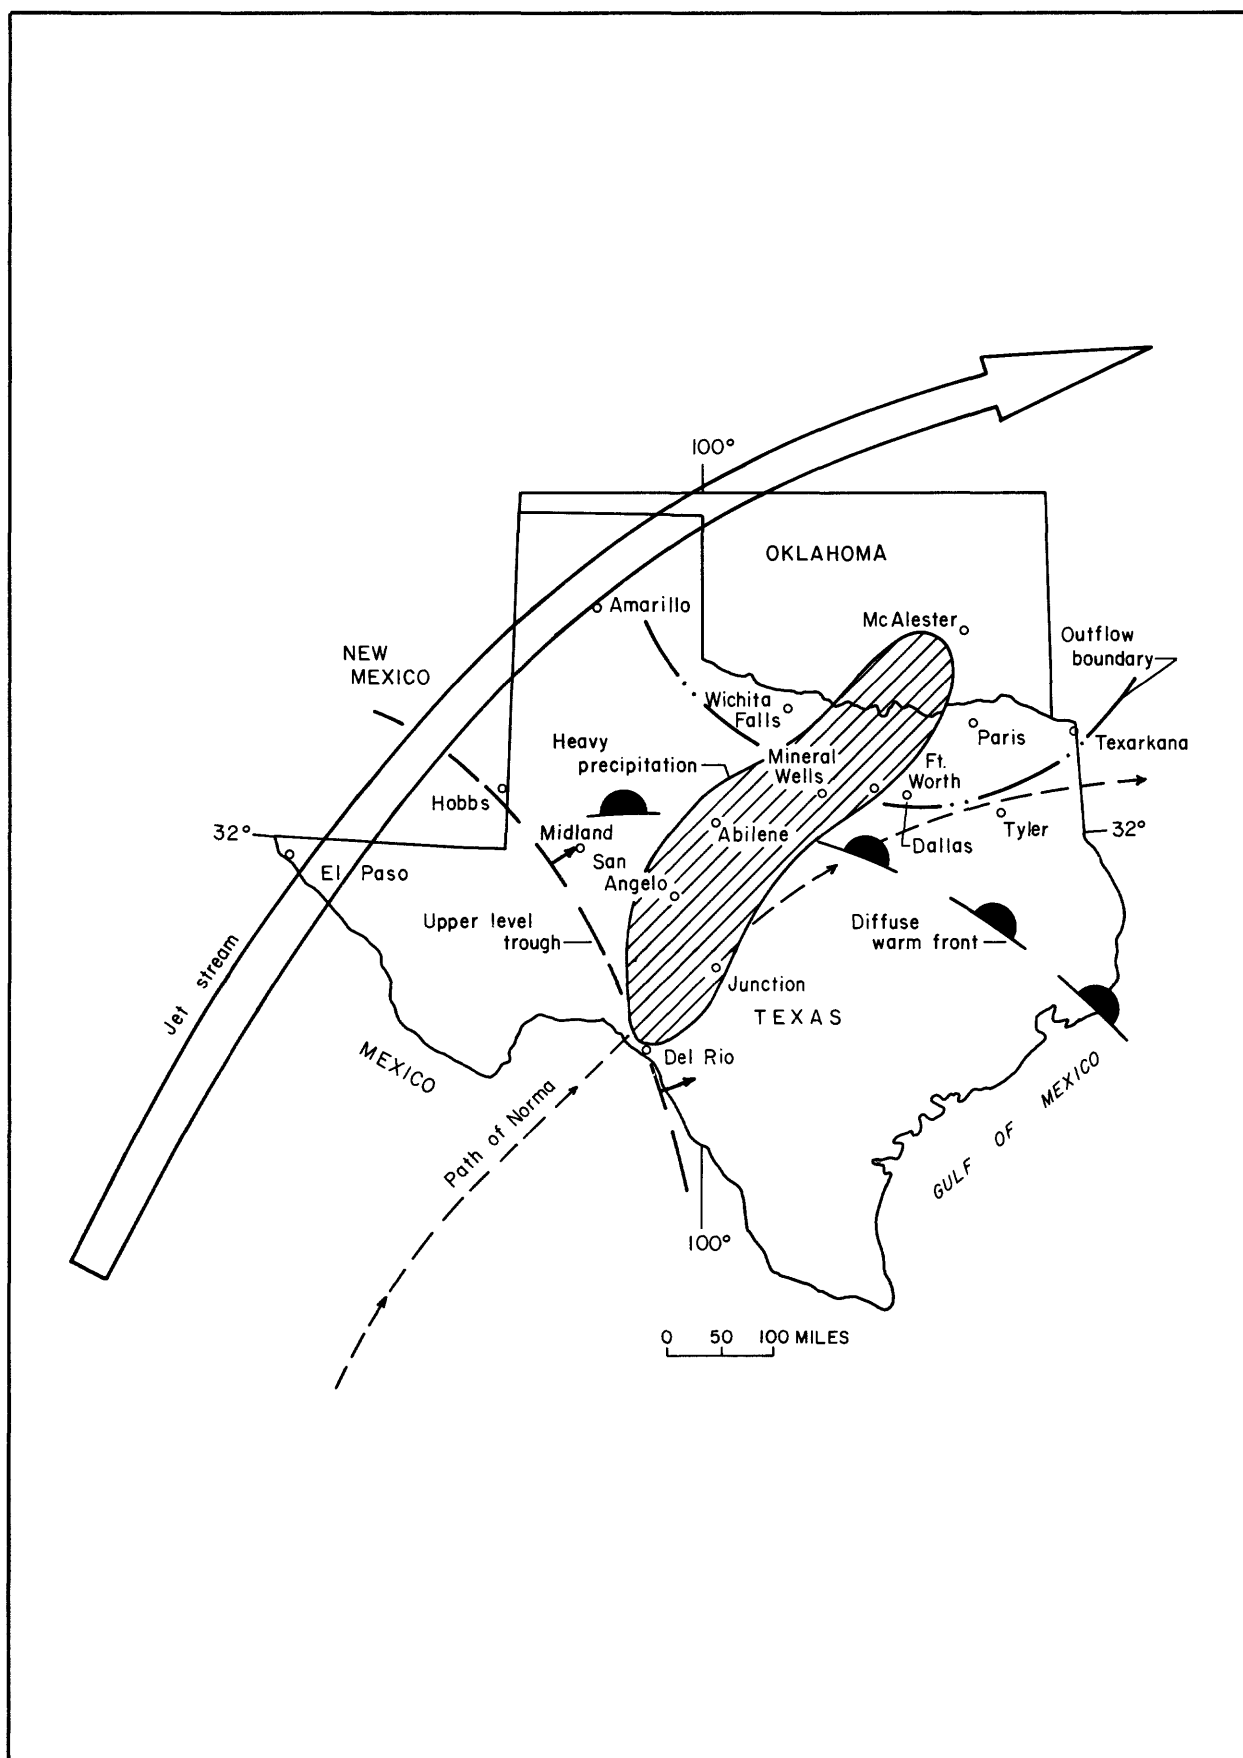 100°
OKLAHOMA
Amarillo
McAlester
Outflow
boundary
NEW
MEXICO
Wichita
Falls
Paris
Texarkana
Heavy
precipitation
Mineral
Wells
Ft.
Worth
Hobbs
32°
Midland
Abilene
Dallas
Tyler
32°
El Paso
San
Angelo
Upper level
trough
Diffuse
warm front
Jet stream
Junction
TEXAS
MEXICO
Del Rio
Path of Norma
GULF OF MEXICO
100°
0 50 100 MILES